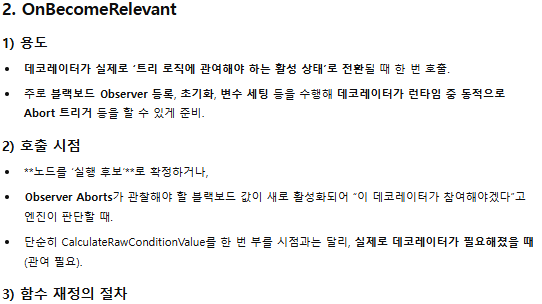 2. OnBecomeRelevant
1) 용도
• 데코레이터가 실제로 '트리 로직에 관여해야 하는 활성 상태'로 전환될 때 한 번 호출.
• 주로 블랙보드 Observer 등록, 초기화, 변수 세팅 등을 수행해 데코레이터가 런타임 중 동적으로
Abort 트리거 등을 할 수 있게 준비.
2) 호출 시점
• **노드를 '실행 후보'**로 확정하거나,
• Observer Aborts가 관찰해야 할 블랙보드 값이 새로 활성화되어 "이 데코레이터가 참여해야겠다"고
엔진이 판단할 때.
• 단순히 CalculateRawConditionValue를 한 번 부를 시점과는 달리, 실제로 데코레이터가 필요해졌을 때
(관여 필요).
3) 함수 재정의 절차